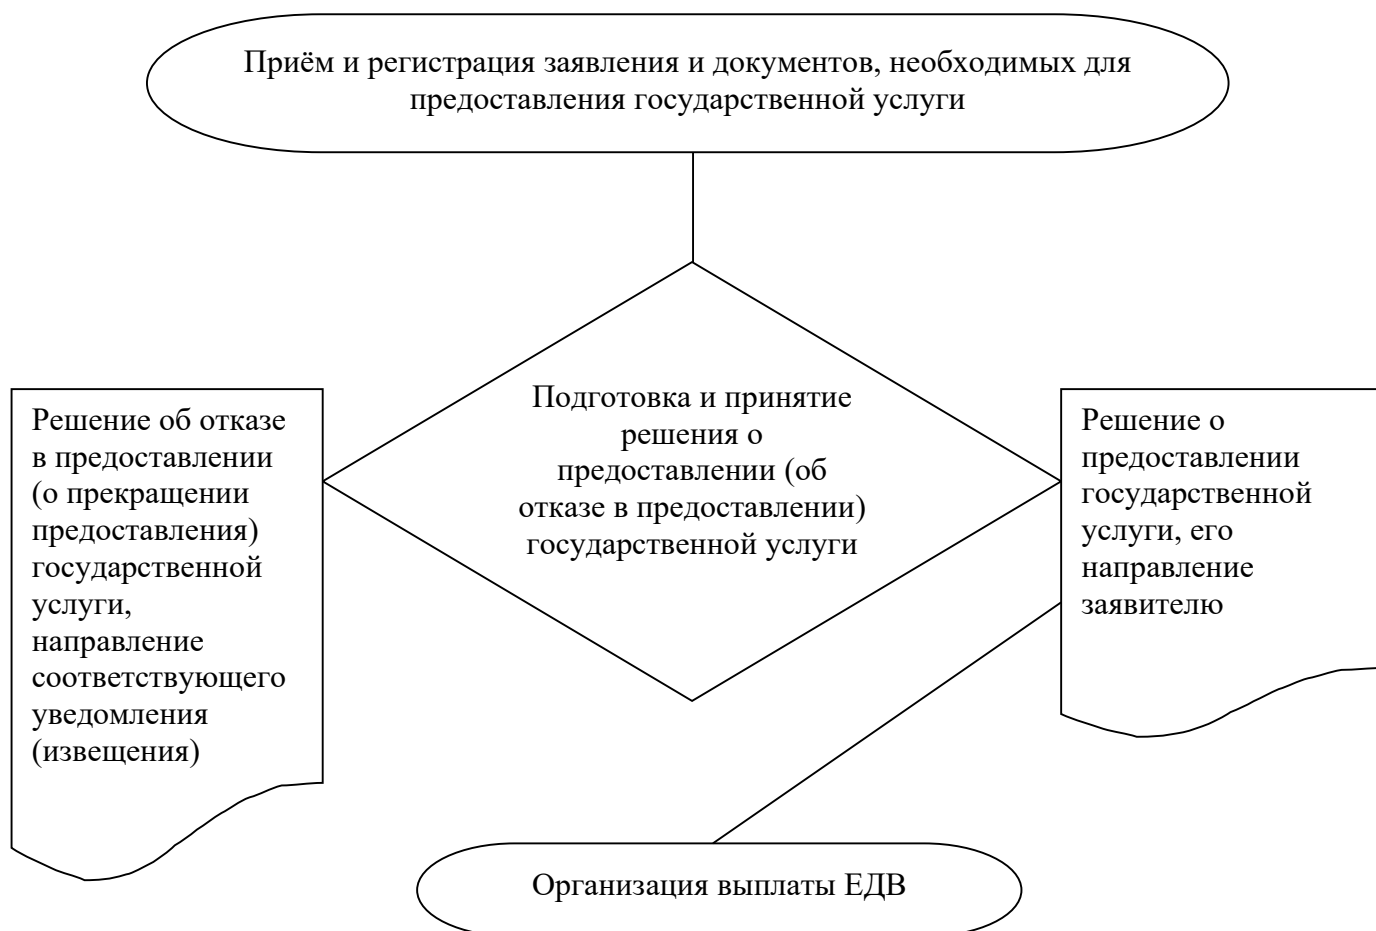 Приём и регистрация заявления и документов, необходимых для
предоставления государственной услуги
Подготовка и принятие
решения о
предоставлении (об
отказе в предоставлении)
государственной услуги
Решение об отказе
в предоставлении
(о прекращении
предоставления)
государственной
услуги,
направление
соответствующего
уведомления
(извещения)
Решение о
предоставлении
государственной
услуги, его
направление
заявителю
Организация выплаты ЕДВ